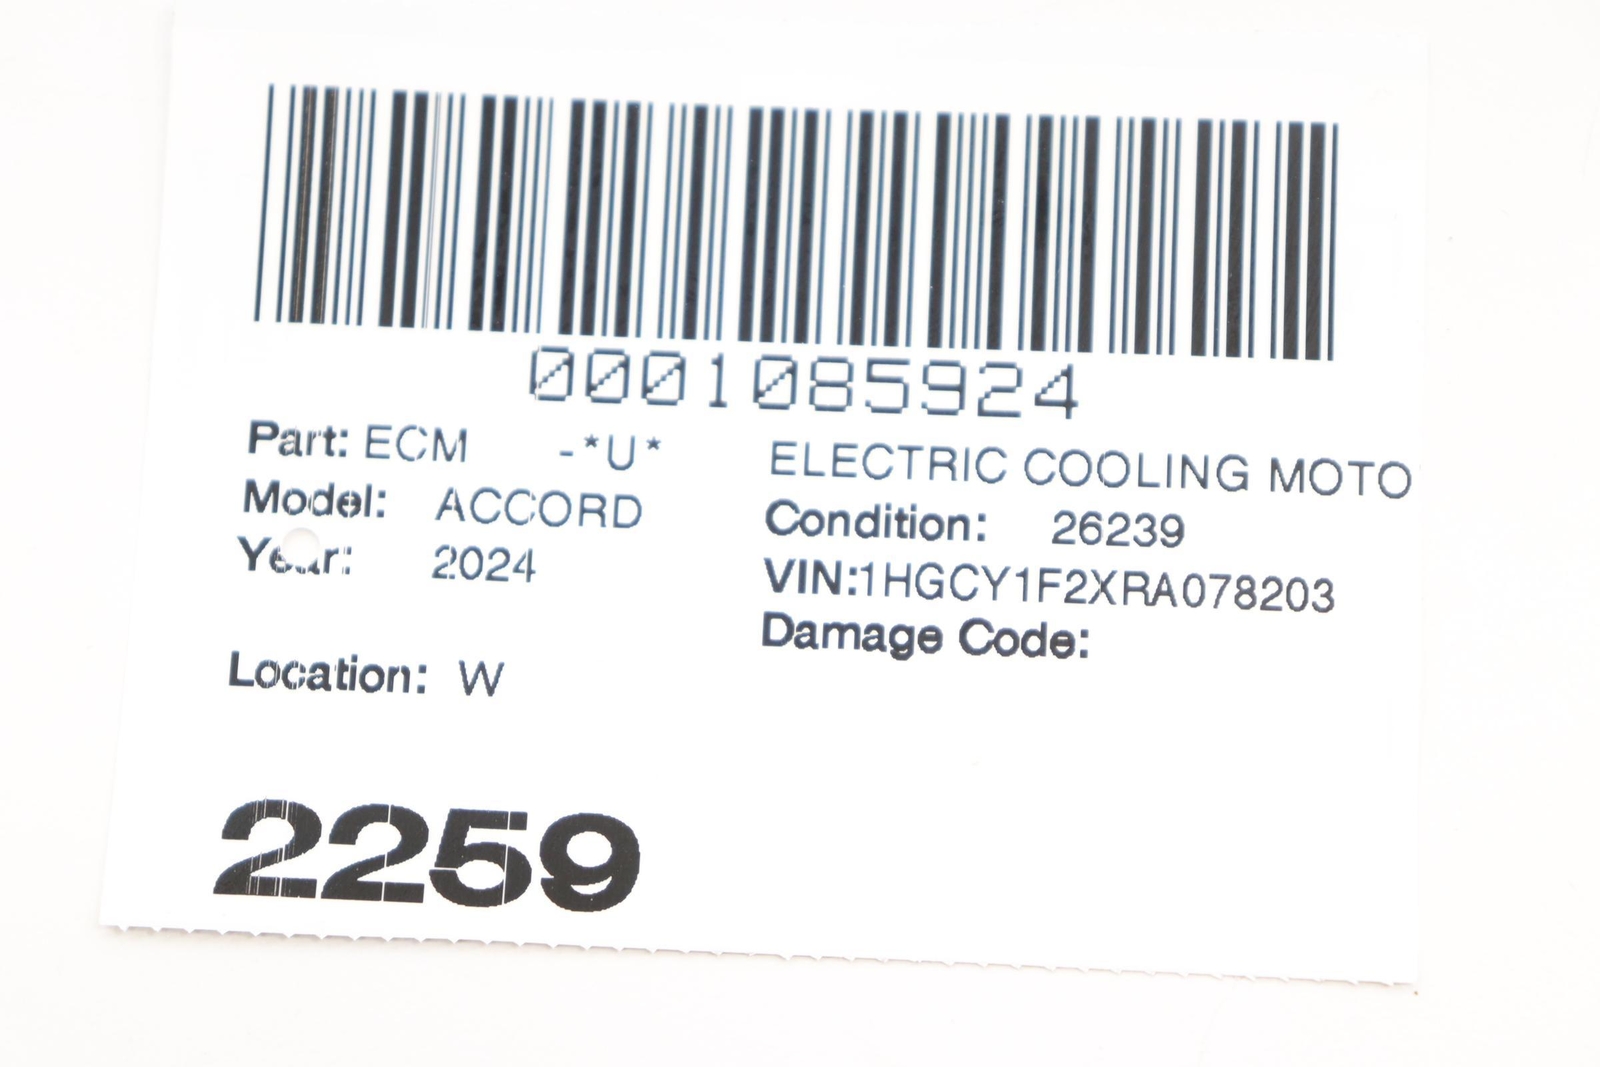 0001085924
Part: ECM -*U* ELECTRIC COOLING MOTO
Model: ACCORD Condition: 26239
Year: 2024 VIN:1HGCY1F2XRA078203
Damage Code:
Location: W
2259